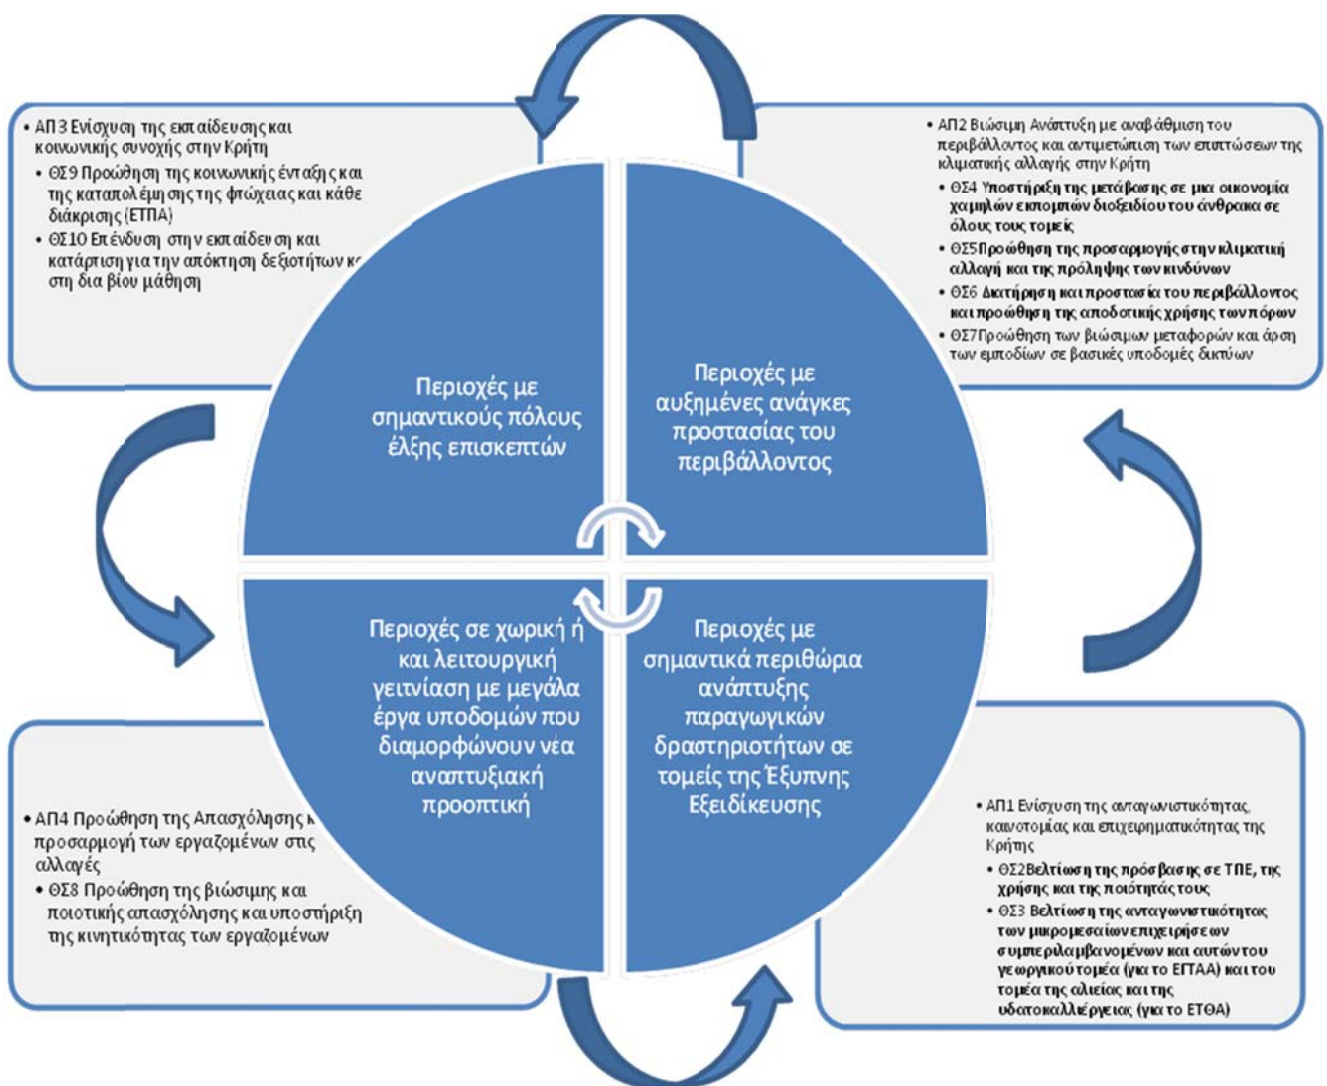 • ΑΠ3 Ενίσχυση της εκπαίδευσης και
κοινωνικής συνοχής στην Κρήτη
• ΘΣ9 Προώθηση της κοινωνικής ένταξης και
της καταπολέμησης της φτώχειας και κάθε
διάκρισης (ΕΤΠΑ)
• ΘΣ10 Επένδυση στην εκπαίδευση και
κατάρτιση για την απόκτηση δεξιοτήτων
στη δια βίου μάθηση
• ΑΠ2 Βιώσιμη Ανάπτυξη με αναβάθμιση του
περιβάλλοντος και αντιμετώπιση των επιπτώσεων της
κλιματικής αλλαγής στην Κρήτη
• ΘΣ4 Υποστήριξη της μετάβασης σε μια οικονομία
χαμηλών εκπομπών διοξειδίου του άνθρακα σε
όλους τους τομείς
• ΘΣ5Προώθηση της προσαρμογής στην κλιματική
αλλαγή και της πρόληψης των κινδύνων
• ΘΣ6 Διατήρηση και προστασία του περιβάλλοντος
και προώθηση της αποδοτικής χρήσης των πόρων
• ΘΣ7Προώθηση των βιώσιμων μεταφορών και άρση
των εμποδίων σε βασικές υποδομές δικτύων
Περιοχές με
σημαντικούς πόλους
έλξης επισκεπτών
Περιοχές με
αυξημένες ανάγκες
προστασίας του
περιβάλλοντος
Περιοχές σε χωρική ή
και λειτουργική
γειτνίαση με μεγάλα
έργα υποδομών που
διαμορφώνουν νέα
αναπτυξιακή
προοπτική
Περιοχές με
σημαντικά περιθώρια
ανάπτυξης
παραγωγικών
δραστηριοτήτων σε
τομείς της Έξυπνης
Εξειδίκευσης
• ΑΠ4 Προώθηση της Απασχόλησης
προσαρμογή των εργαζομένων στις
αλλαγές
• ΘΣ8 Προώθηση της βιώσιμης και
ποιοτικής απασχόλησης και υποστήριξη
της κινητικότητας των εργαζομένων
• ΑΠ1 Ενίσχυση της ανταγωνιστικότητας,
καινοτομίας και επιχειρηματικότητας της
Κρήτης
• ΘΣ2Βελτίωση της πρόσβασης σε ΤΠΕ, της
χρήσης και της ποιότητάς τους
• ΘΣ3 Βελτίωση της ανταγωνιστικότητας
των μικρομεσαίων επιχειρήσεων
συμπεριλαμβανομένων και αυτών του
γεωργικού τομέα (για το ΕΓΤΑΑ) και του
τομέα της αλιείας και της
υδατοκαλλιέργειας (για το ΕΤΘΑ)